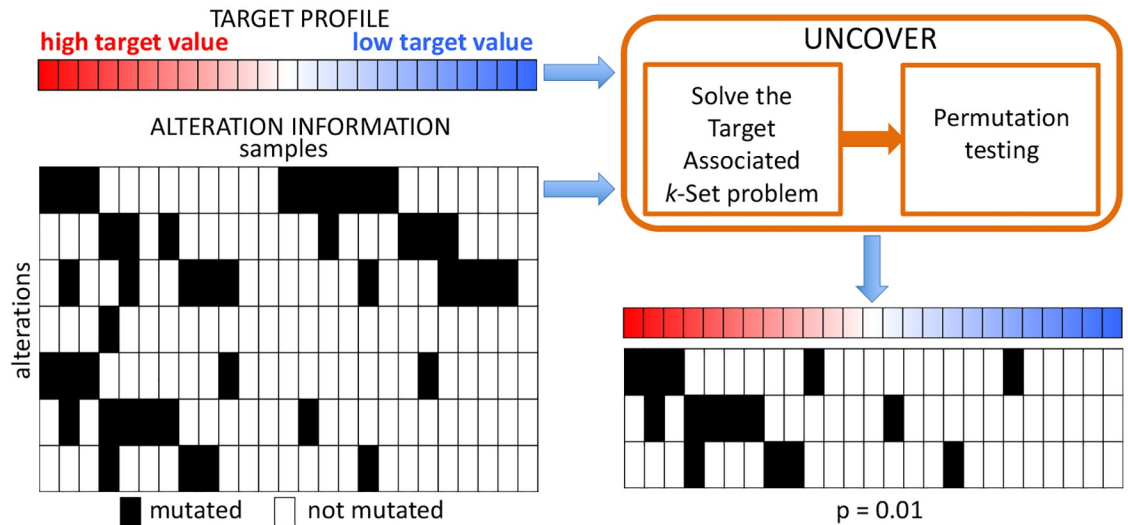 TARGET PROFILE
high target value
low target value
ALTERATION INFORMATION
samples
alterations
mutated
not mutated
UNCOVER
Solve the
Target
Associated
k-Set problem
Permutation
testing
p = 0.01